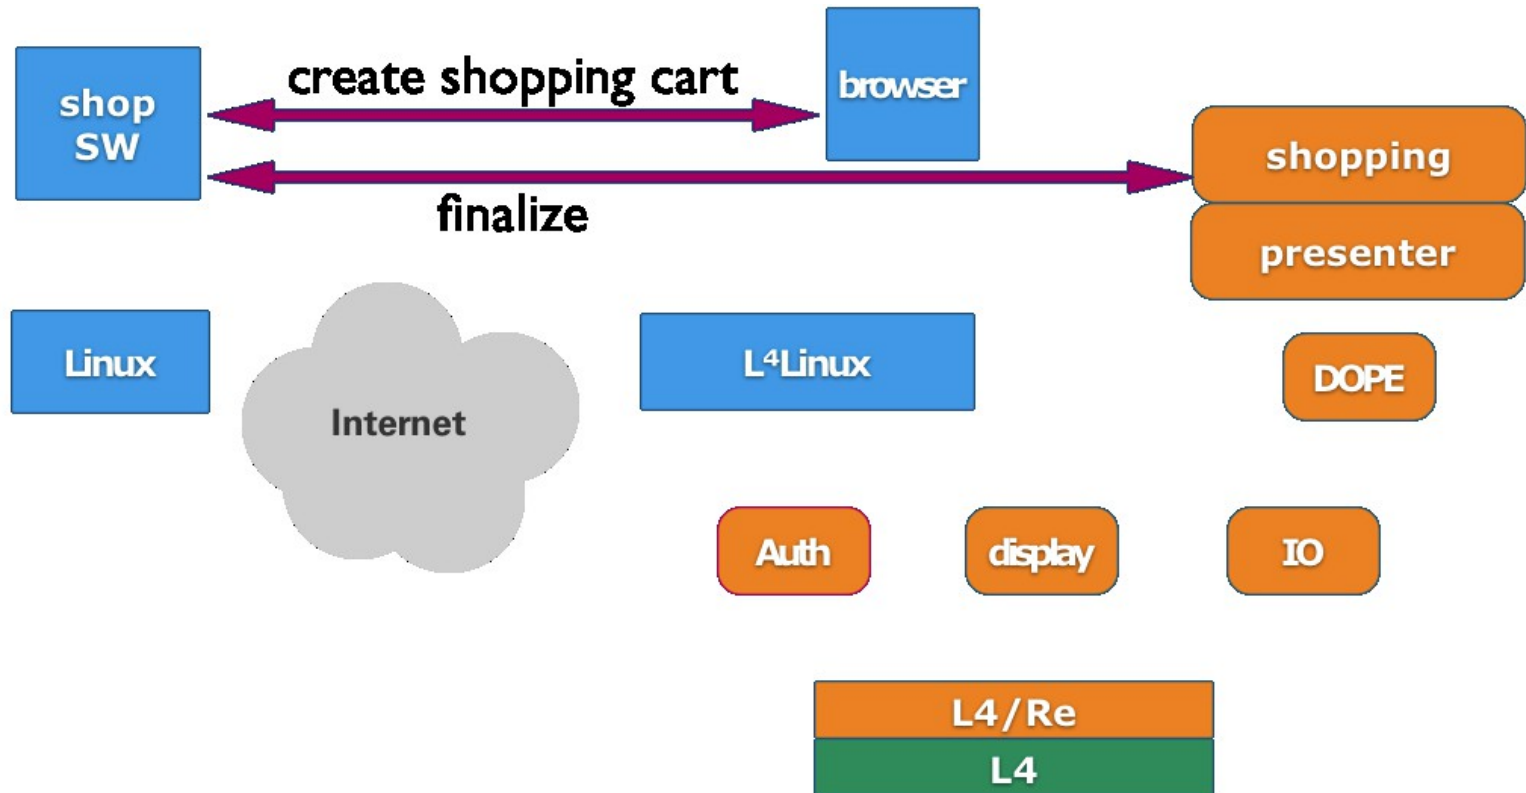 create shopping cart
browser
shop
SW
shopping
finalize
presenter
Linux
Internet
L⁴Linux
DOPE
Auth
display
IO
L4/Re
L4